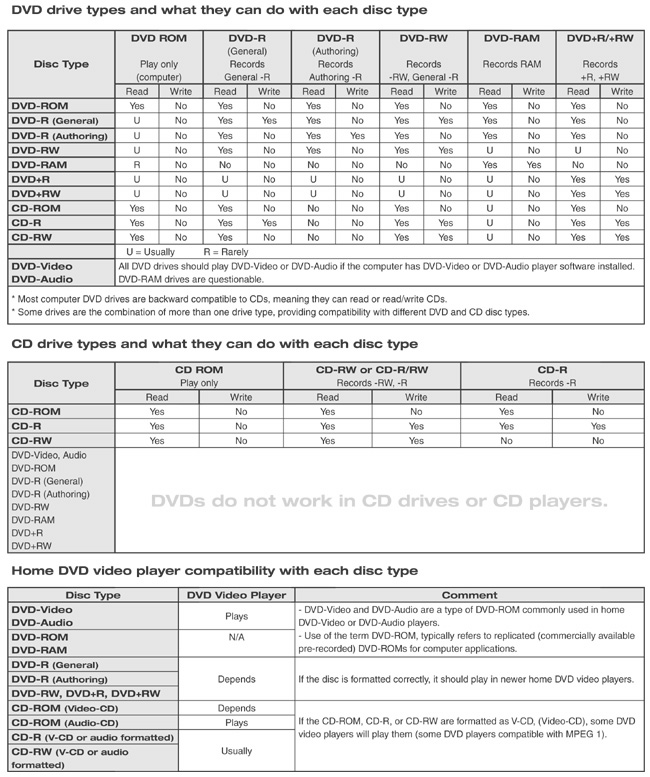 DVD drive types and what they can do with each disc type
Disc Type DVD ROM DVD-R DVD-R DVD-RW DVD-RAM DVD+R/+RW
(General) (Authoring)
Play only Records Records Records Records RAM Records
(computer) General -R Authoring -R -RW, General -R +R, +RW
Read Write Read Write Read Write Read Write Read Write Read Write
DVD-ROM Yes No Yes No Yes No Yes No Yes No Yes No
DVD-R (General) U No Yes Yes Yes No Yes Yes Yes No Yes No
DVD-R (Authoring) U No Yes No Yes Yes Yes No Yes No Yes No
DVD-RW U No Yes No Yes No Yes Yes U No U No
DVD-RAM R No No No No No No No Yes Yes No No
DVD+R U No U No U No U No U No Yes Yes
DVD+RW U No U No U No U No U No Yes Yes
CD-ROM Yes No Yes No No No Yes No U No Yes No
CD-R Yes No Yes Yes No No Yes Yes U No Yes Yes
CD-RW Yes No Yes No No No Yes Yes U No Yes Yes
U = Usually R = Rarely
DVD-Video All DVD drives should play DVD-Video or DVD-Audio if the computer has DVD-Video or DVD-Audio player software installed.
DVD-Audio DVD-RAM drives are questionable.
* Most computer DVD drives are backward compatible to CDs, meaning they can read or read/write CDs.
* Some drives are the combination of more than one drive type, providing compatibility with different DVD and CD disc types.
CD drive types and what they can do with each disc type
Disc Type CD ROM CD-RW or CD-R/RW CD-R
Play only Records -RW, -R Records -R
Read Write Read Write Read Write
CD-ROM Yes No Yes No Yes No
CD-R Yes No Yes Yes Yes Yes
CD-RW Yes No Yes Yes No No
DVD-Video, Audio
DVD-ROM
DVD-R (General)
DVD-R (Authoring)
DVD-RW
DVD-RAM
DVD+R
DVD+RW
DVDs do not work in CD drives or CD players.
Home DVD video player compatibility with each disc type
Disc Type DVD Video Player Comment
DVD-Video Plays - DVD-Video and DVD-Audio are a type of DVD-ROM commonly used in home
DVD-Audio DVD-Video or DVD-Audio players.
DVD-ROM N/A - Use of the term DVD-ROM, typically refers to replicated (commercially available
DVD-RAM pre-recorded) DVD-ROMs for computer applications.
DVD-R (General)
DVD-R (Authoring) Depends If the disc is formatted correctly, it should play in newer home DVD video players.
DVD-RW, DVD+R, DVD+RW
CD-ROM (Video-CD) Depends
CD-ROM (Audio-CD) Plays If the CD-ROM, CD-R, or CD-RW are formatted as V-CD, (Video-CD), some DVD
CD-R (V-CD or audio formatted) video players will play them (some DVD players compatible with MPEG 1).
CD-RW (V-CD or audio Usually
formatted)